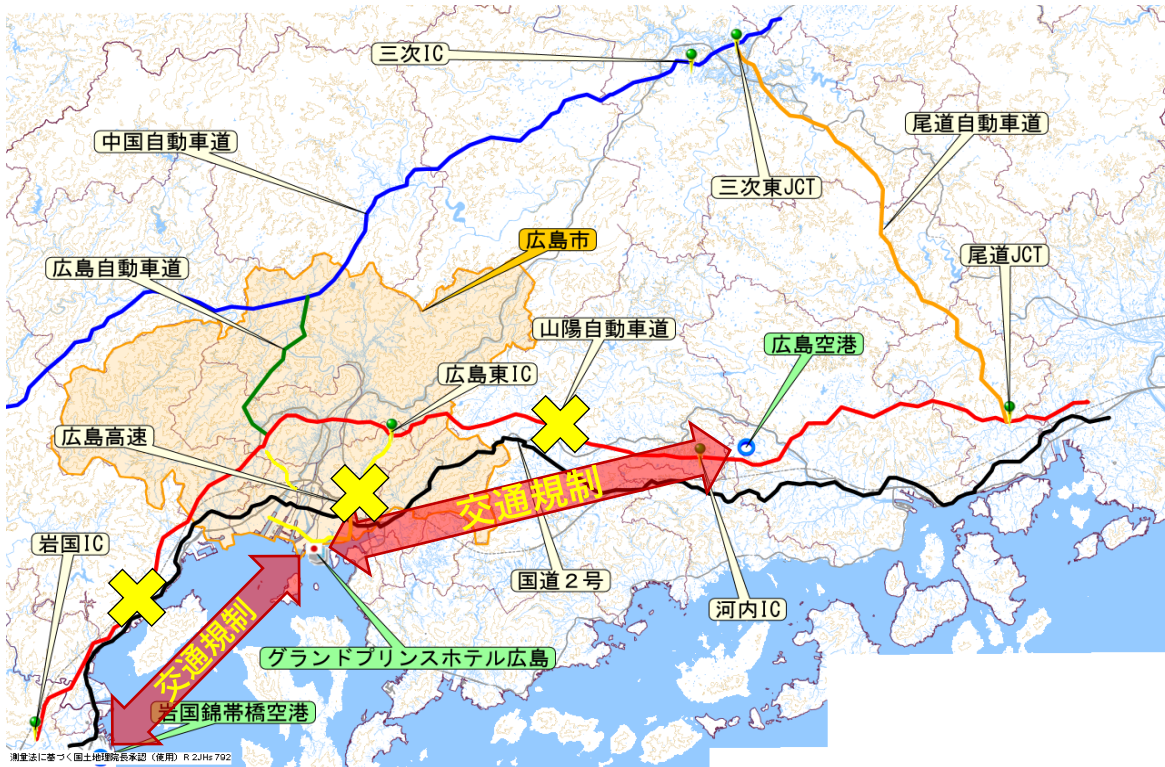 三次IC
中国自動車道
尾道自動車道
三次東JCT
広島市
尾道JCT
広島自動車道
山陽自動車道
広島空港
広島東IC
広島高速
交通規制
岩国IC
国道２号
河内IC
交通規制
グランドプリンスホテル広島
岩国錦帯橋空港
測量法に基づく国土地理院長承認（使用）R 2JHs 792